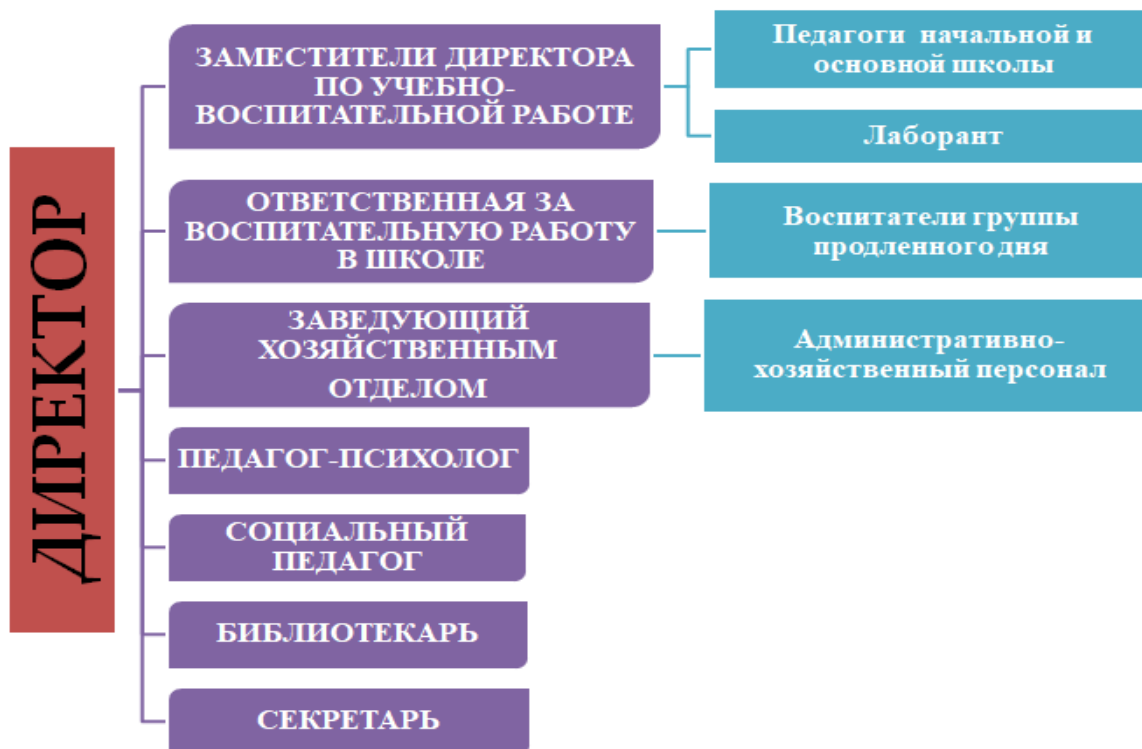 ДИРЕКТОР
ЗАМЕСТИТЕЛИ ДИРЕКТОРА
ПО УЧЕБНО-
ВОСПИТАТЕЛЬНОЙ РАБОТЕ
Педагоги начальной и
основной школы
Лаборант
ОТВЕТСТВЕННАЯ ЗА
ВОСПИТАТЕЛЬНУЮ РАБОТУ
В ШКОЛЕ
Воспитатели группы
продленного дня
ЗАВЕДУЮЩИЙ
ХОЗЯЙСТВЕННЫМ
ОТДЕЛОМ
Административно-
хозяйственный персонал
ПЕДАГОГ-ПСИХОЛОГ
СОЦИАЛЬНЫЙ
ПЕДАГОГ
БИБЛИОТЕКАРЬ
СЕКРЕТАРЬ